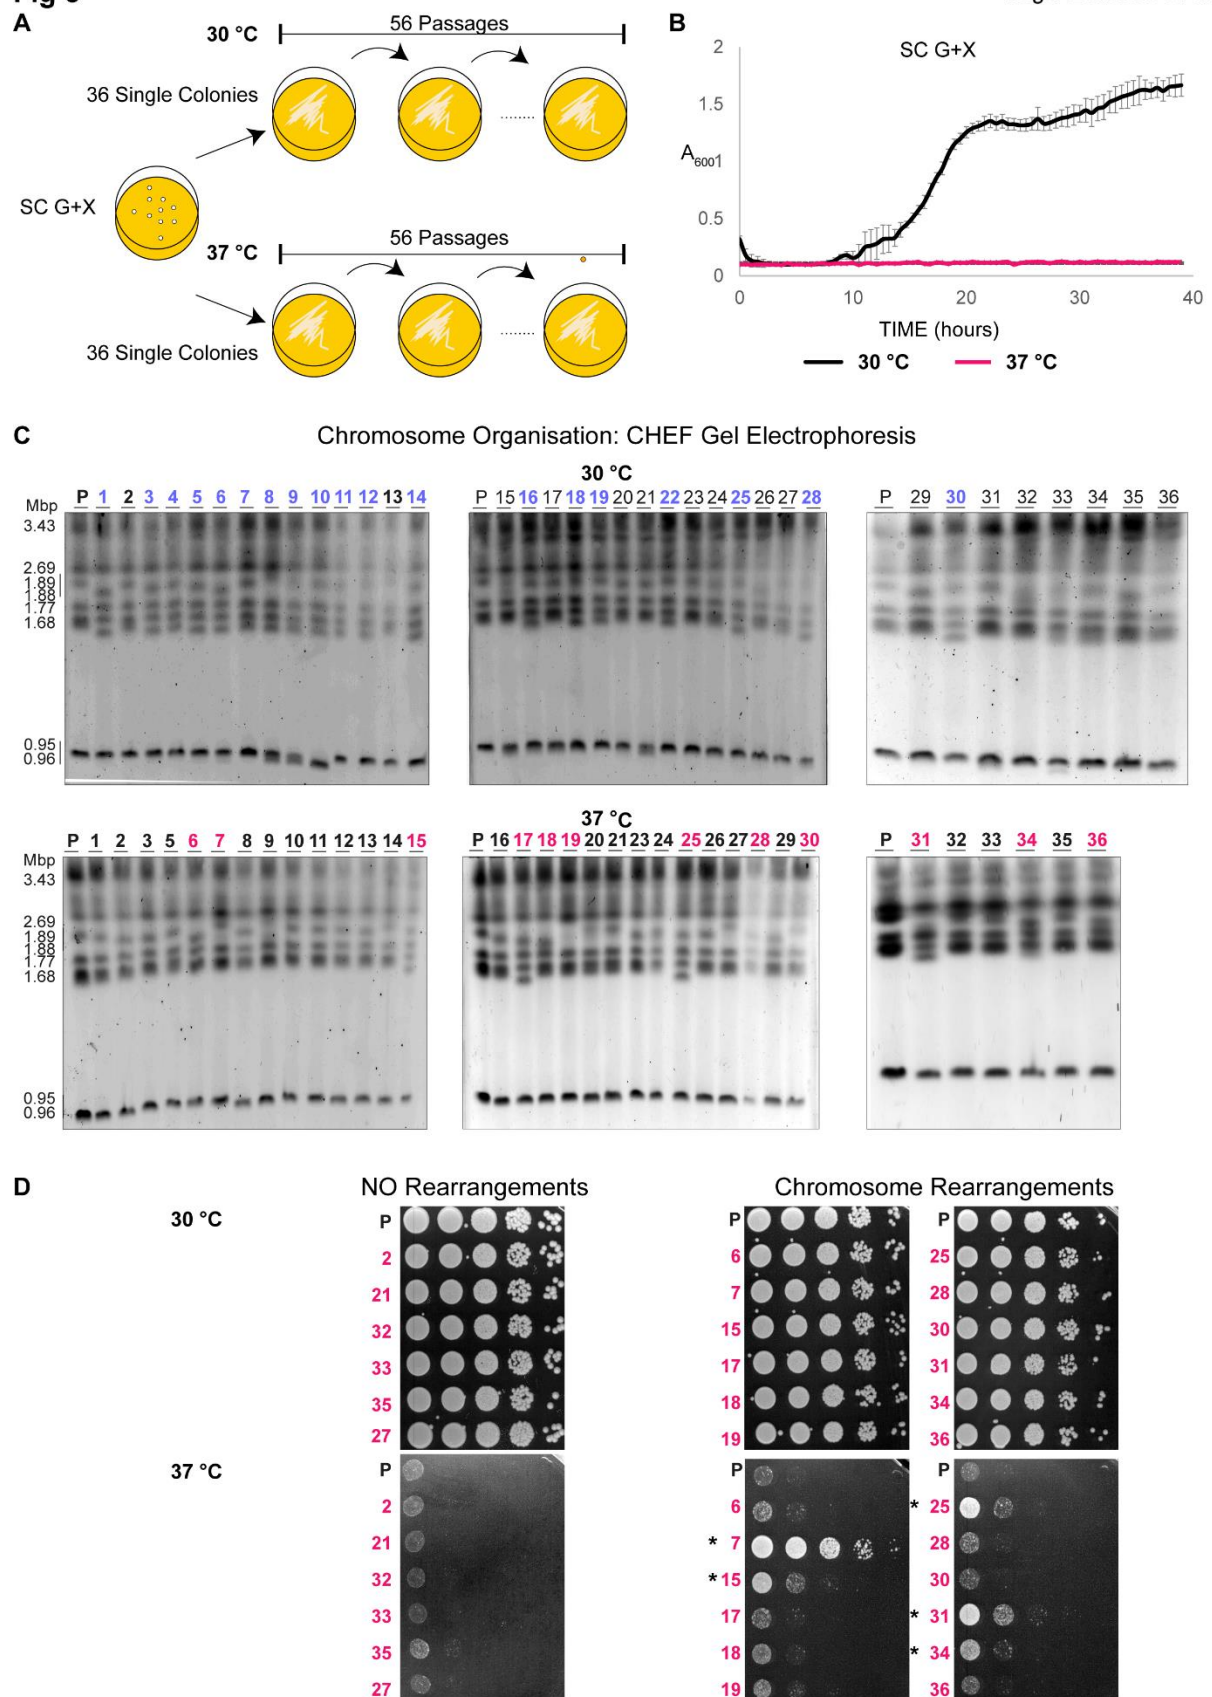 A
30 °C
56 Passages
36 Single Colonies
SC G+X
37 °C
56 Passages
36 Single Colonies
B
SC G+X
2
1.5
A600 1
0.5
0
0 10 20 30 40
TIME (hours)
30 °C 37 °C
C
Chromosome Organisation: CHEF Gel Electrophoresis
30 °C
Mbp
P 1 2 3 4 5 6 7 8 9 10 11 12 13 14
P 15 16 17 18 19 20 21 22 23 24 25 26 27 28
P 29 30 31 32 33 34 35 36
3.43
2.69
1.89
1.88
1.77
1.68
0.95
0.96
37 °C
Mbp
P 1 2 3 5 6 7 8 9 10 11 12 13 14 15
P 16 17 18 19 20 21 23 24 25 26 27 28 29 30
P 31 32 33 34 35 36
3.43
2.69
1.89
1.88
1.77
1.68
0.95
0.96
D
NO Rearrangements
Chromosome Rearrangements
30 °C
P
2
21
32
33
35
27
P
6
7
15
17
18
19
P
25
28
30
31
34
36
37 °C
P
2
21
32
33
35
27
P
6
* 7
* 15
17
18
19
P
* 25
28
30
* 31
* 34
36